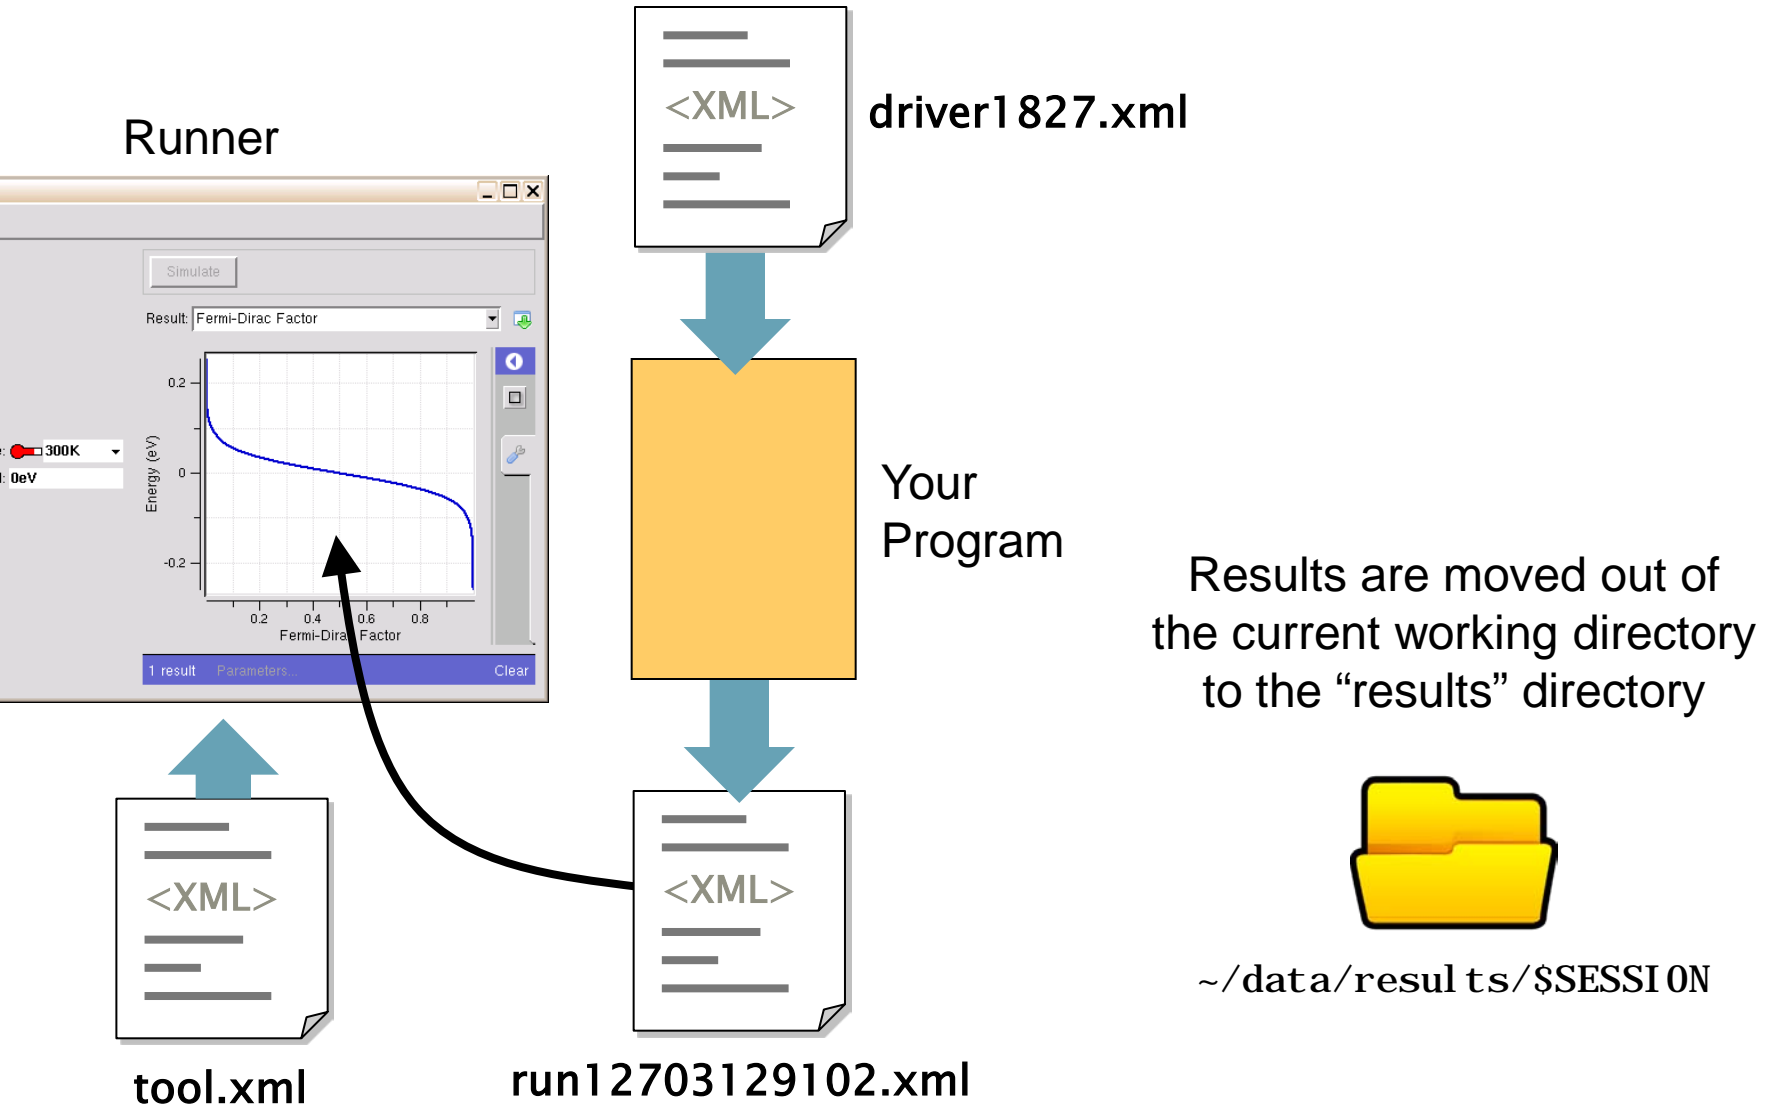 <XML>
driver1827.xml
Runner
Simulate
Result: Fermi-Dirac Factor
0.2
0
-0.2
Energy (eV)
0.2 0.4 0.6 0.8
Fermi-Dirac Factor
300K
0eV
1 result Parameters... Clear
Your
Program
Results are moved out of
the current working directory
to the “results” directory
~/data/results/$SESSION
<XML>
tool.xml
<XML>
run12703129102.xml